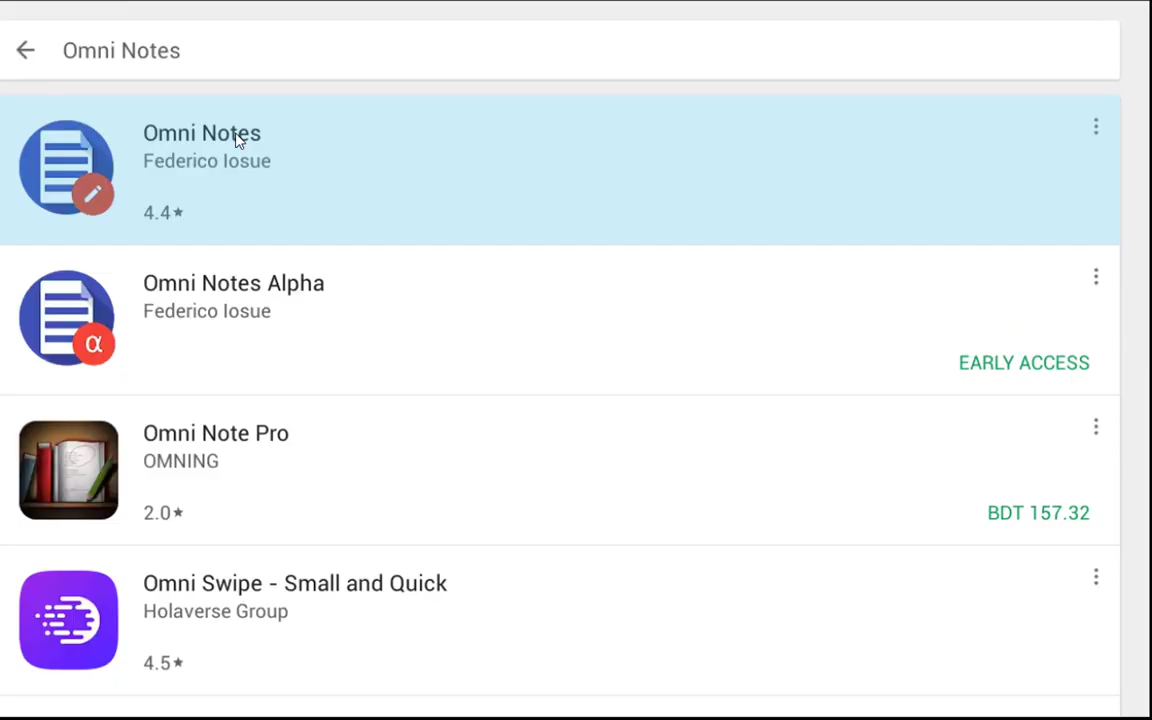 Omni Notes
Omni Notes
Federico Iosue
4.4★
Omni Notes Alpha
Federico Iosue
α
EARLY ACCESS
Omni Note Pro
OMNING
2.0★
BDT 157.32
Omni Swipe - Small and Quick
Holaverse Group
4.5★